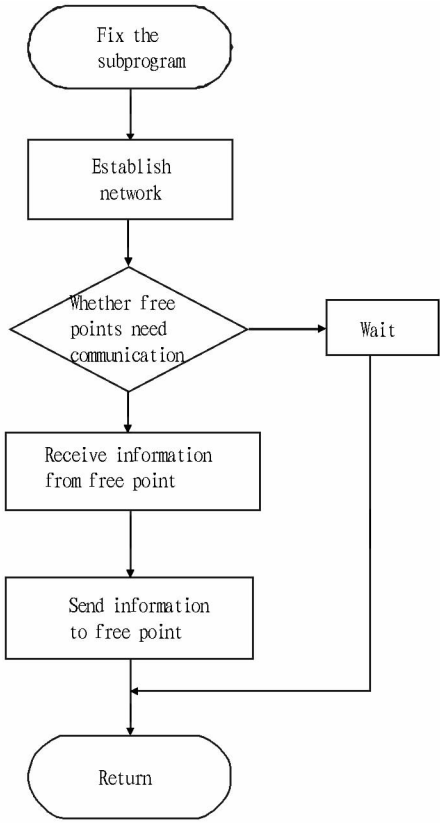 Fix the
subprogram
Establish
network
Whether free
points need
communication
Wait
Receive information
from free point
Send information
to free point
Return